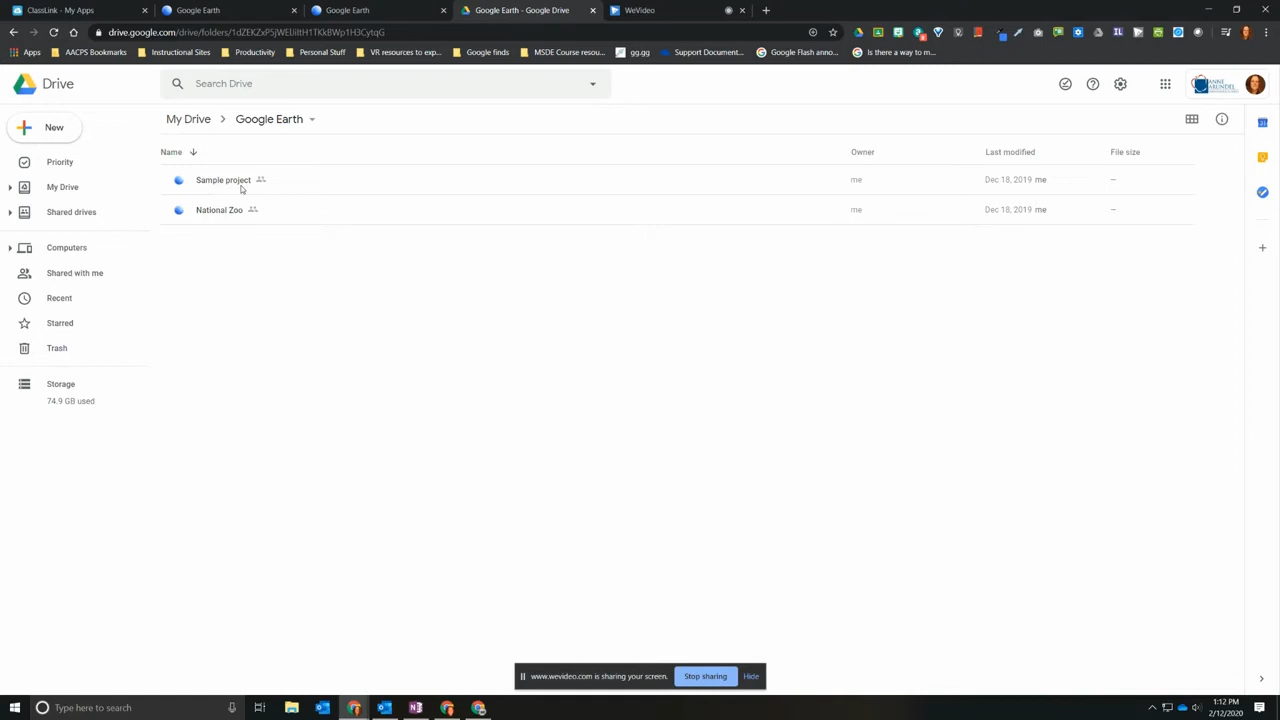 ClassLink - My Apps
Google Earth
Google Earth
Google Earth - Google Drive
WeVideo
drive.google.com/drive/folders/1dZEKZxP5jWEIiiItH1TKkBWp1H3CytqG
Apps
AACPS Bookmarks
Instructional Sites
Productivity
Personal Stuff
VR resources to exp...
Google finds
MSDE Course resou...
gg.gg
Support Document...
Google Flash anno...
Is there a way to m...
Drive
Search Drive
ANNE
ARUNDEL
New
My Drive
Google Earth
Name
Owner
Last modified
File size
Sample project
me
Dec 18, 2019 me
–
National Zoo
me
Dec 18, 2019 me
–
Priority
My Drive
Shared drives
Computers
Shared with me
Recent
Starred
Trash
Storage
74.9 GB used
www.wevideo.com is sharing your screen.
Stop sharing
Hide
Type here to search
1:12 PM
2/12/2020